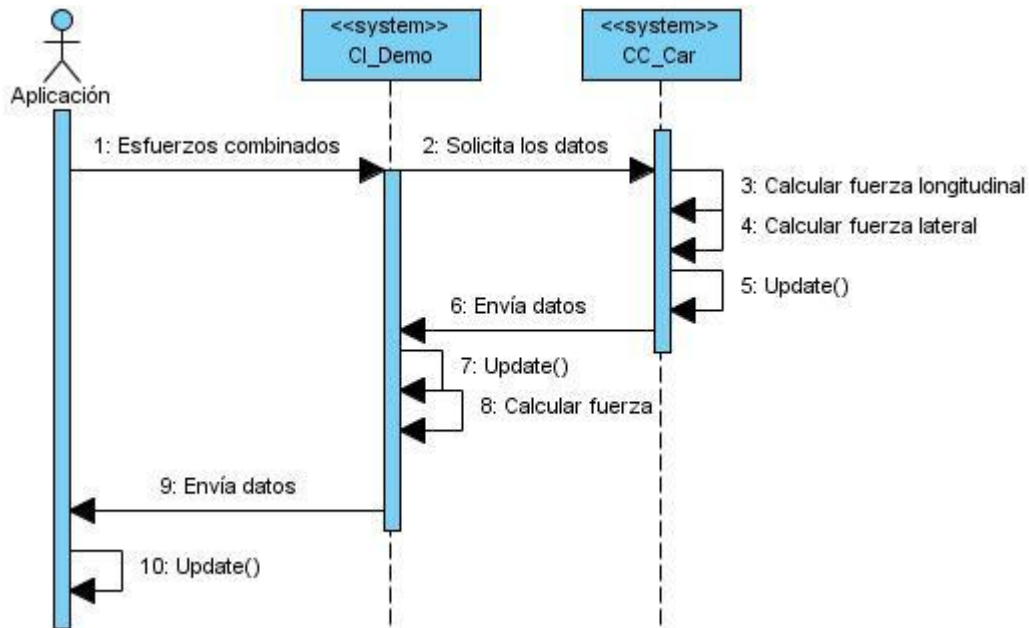 <<system>>
CI_Demo
<<system>>
CC_Car
Aplicación
1: Esfuerzos combinados
2: Solicita los datos
3: Calcular fuerza longitudinal
4: Calcular fuerza lateral
5: Update()
6: Envía datos
7: Update()
8: Calcular fuerza
9: Envía datos
10: Update()